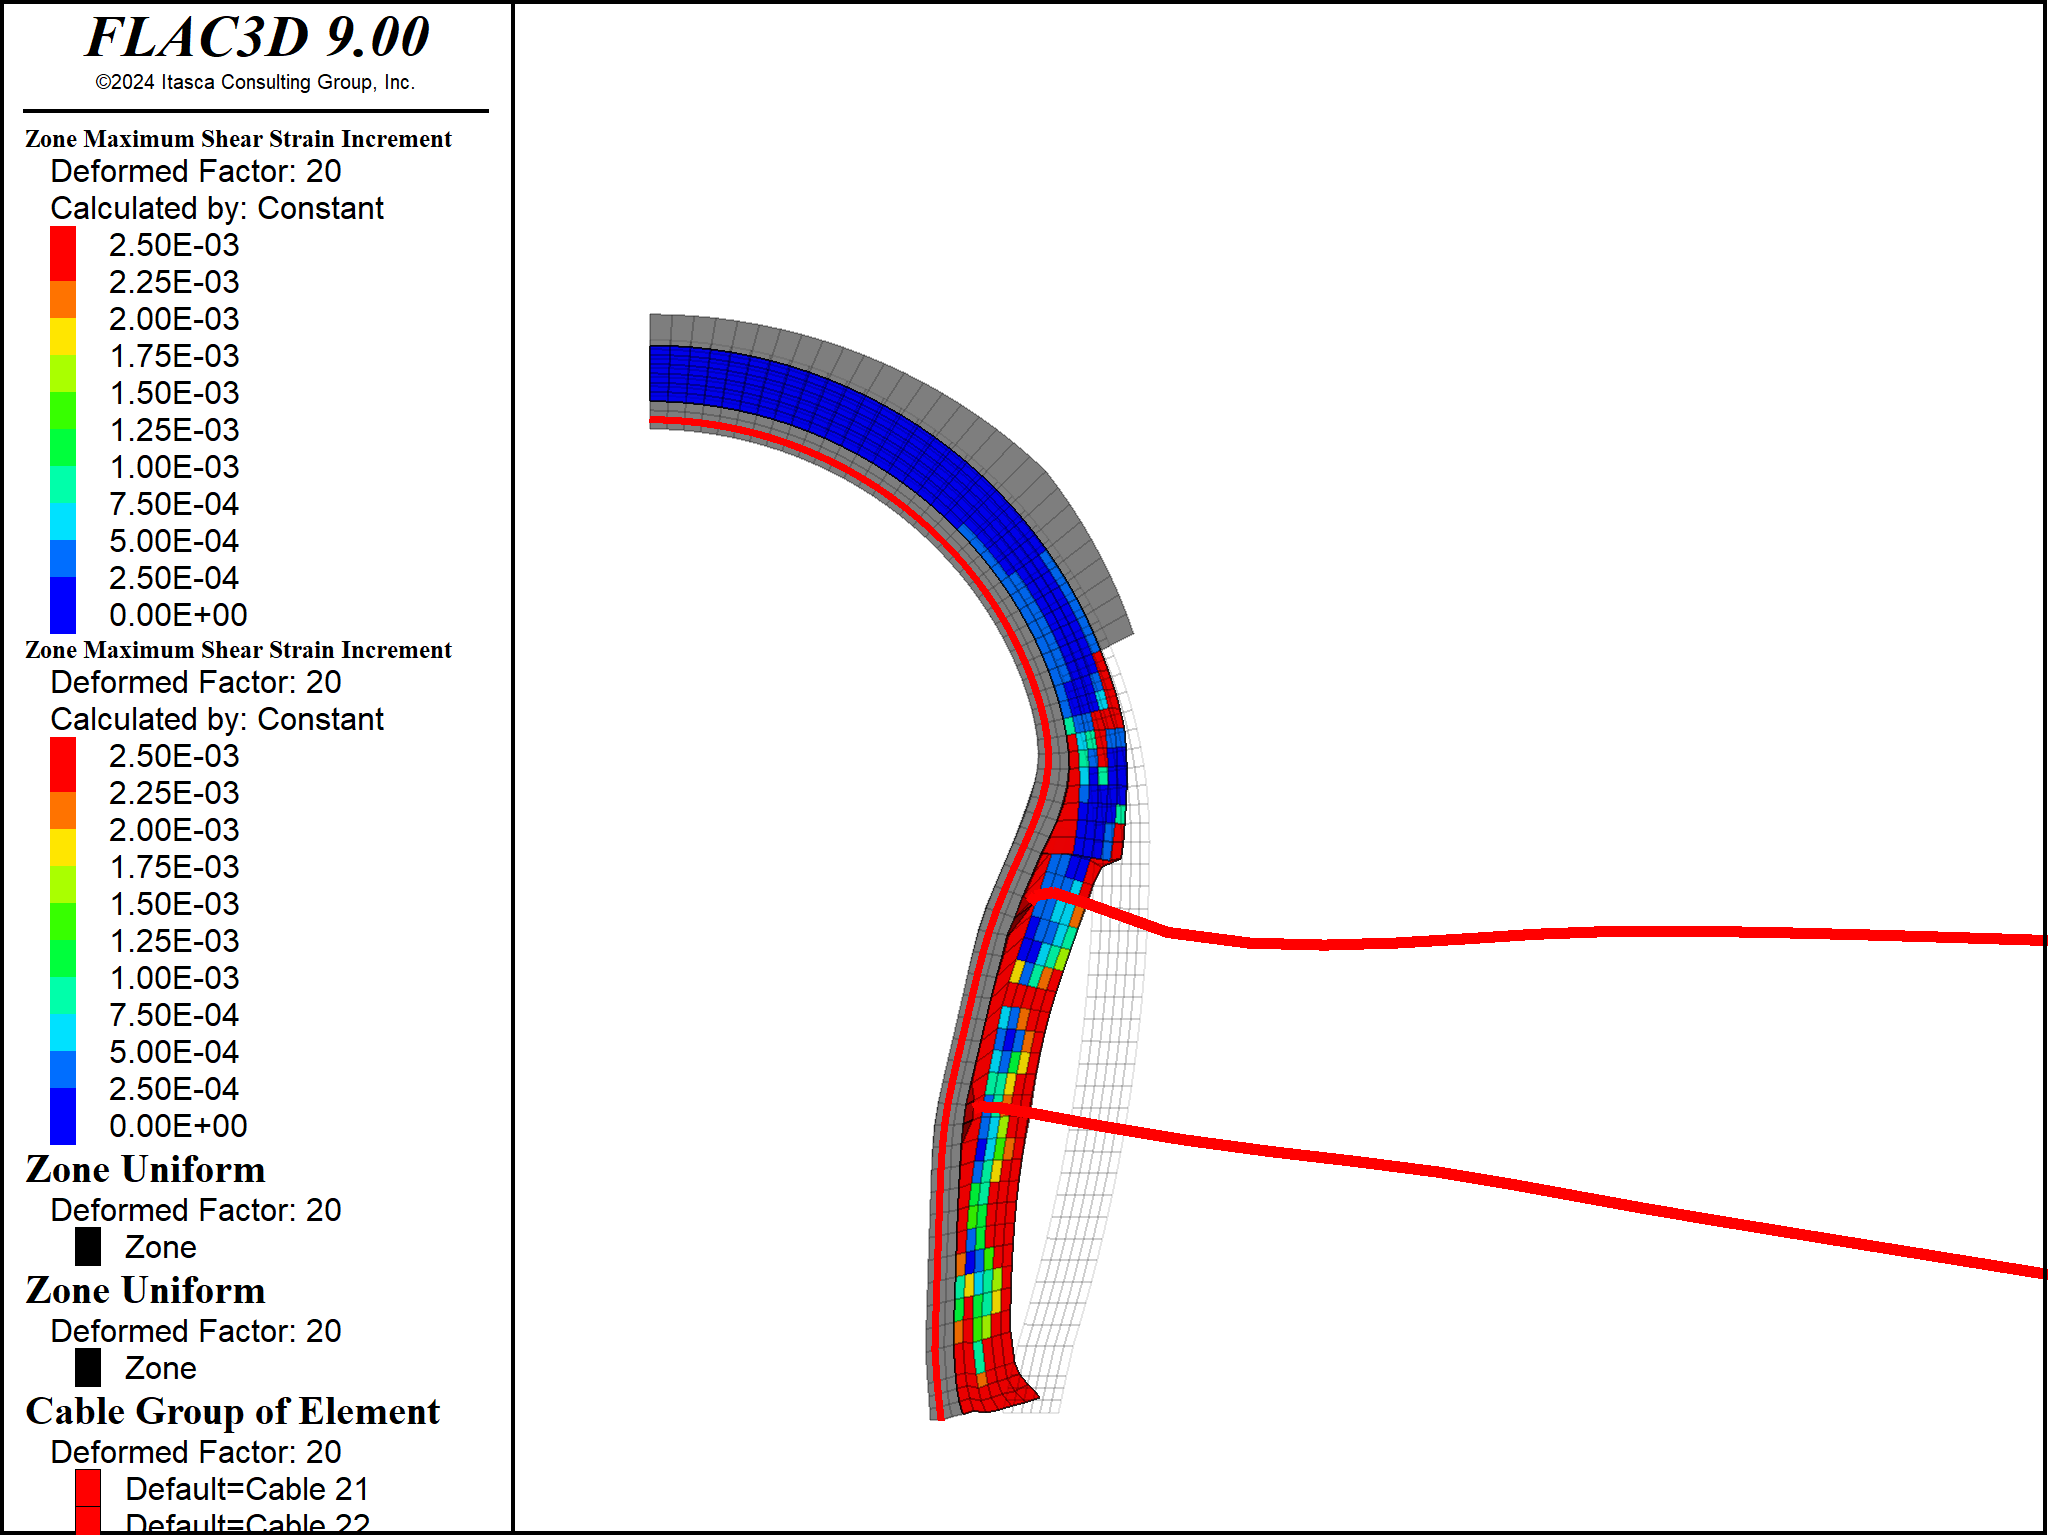 FLAC3D 9.00
©2024 Itasca Consulting Group, Inc.
Zone Maximum Shear Strain Increment
Deformed Factor: 20
Calculated by: Constant
2.50E-03
2.25E-03
2.00E-03
1.75E-03
1.50E-03
1.25E-03
1.00E-03
7.50E-04
5.00E-04
2.50E-04
0.00E+00
Zone Maximum Shear Strain Increment
Deformed Factor: 20
Calculated by: Constant
2.50E-03
2.25E-03
2.00E-03
1.75E-03
1.50E-03
1.25E-03
1.00E-03
7.50E-04
5.00E-04
2.50E-04
0.00E+00
Zone Uniform
Deformed Factor: 20
Zone
Zone Uniform
Deformed Factor: 20
Zone
Cable Group of Element
Deformed Factor: 20
Default=Cable 21
Default=Cable 22